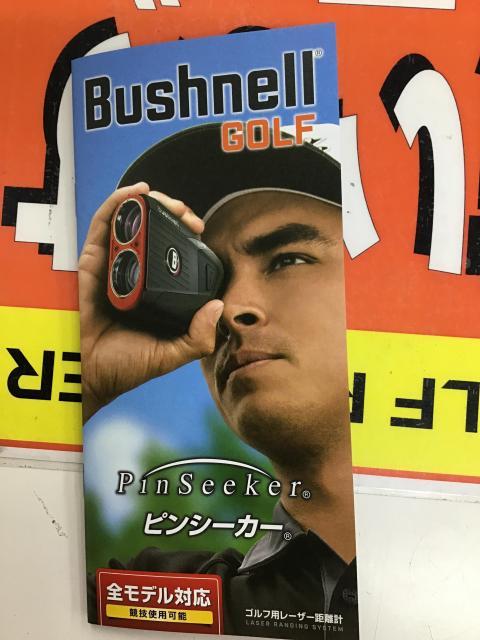 Bushnell®
GOLF
B
PinSeeker®
ピンシーカー®
全モデル対応
競技使用可能
ゴルフ用レーザー距離計
LASER RANGING SYSTEM